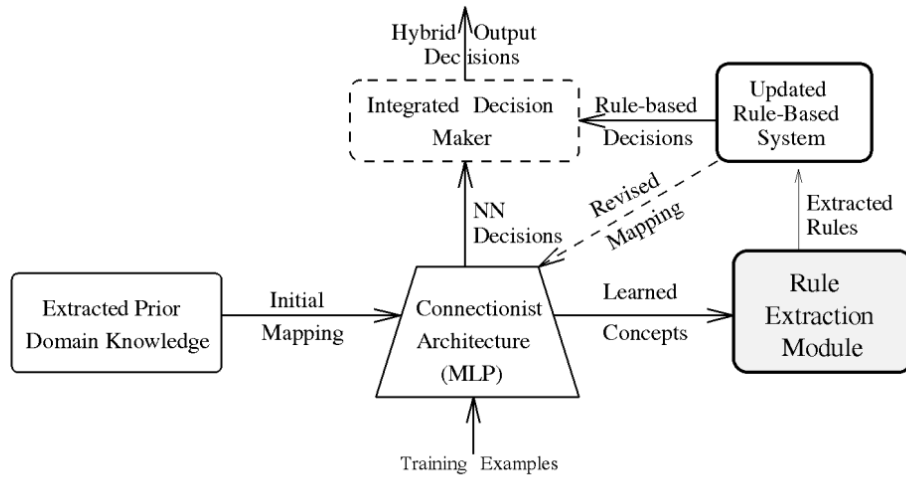 Hybrid Output
Decisions
Integrated Decision
Maker
Rule-based
Decisions
Updated
Rule-Based
System
NN
Decisions
Revised
Mapping
Extracted
Rules
Extracted Prior
Domain Knowledge
Initial
Mapping
Connectionist
Architecture
(MLP)
Learned
Concepts
Rule
Extraction
Module
Training Examples